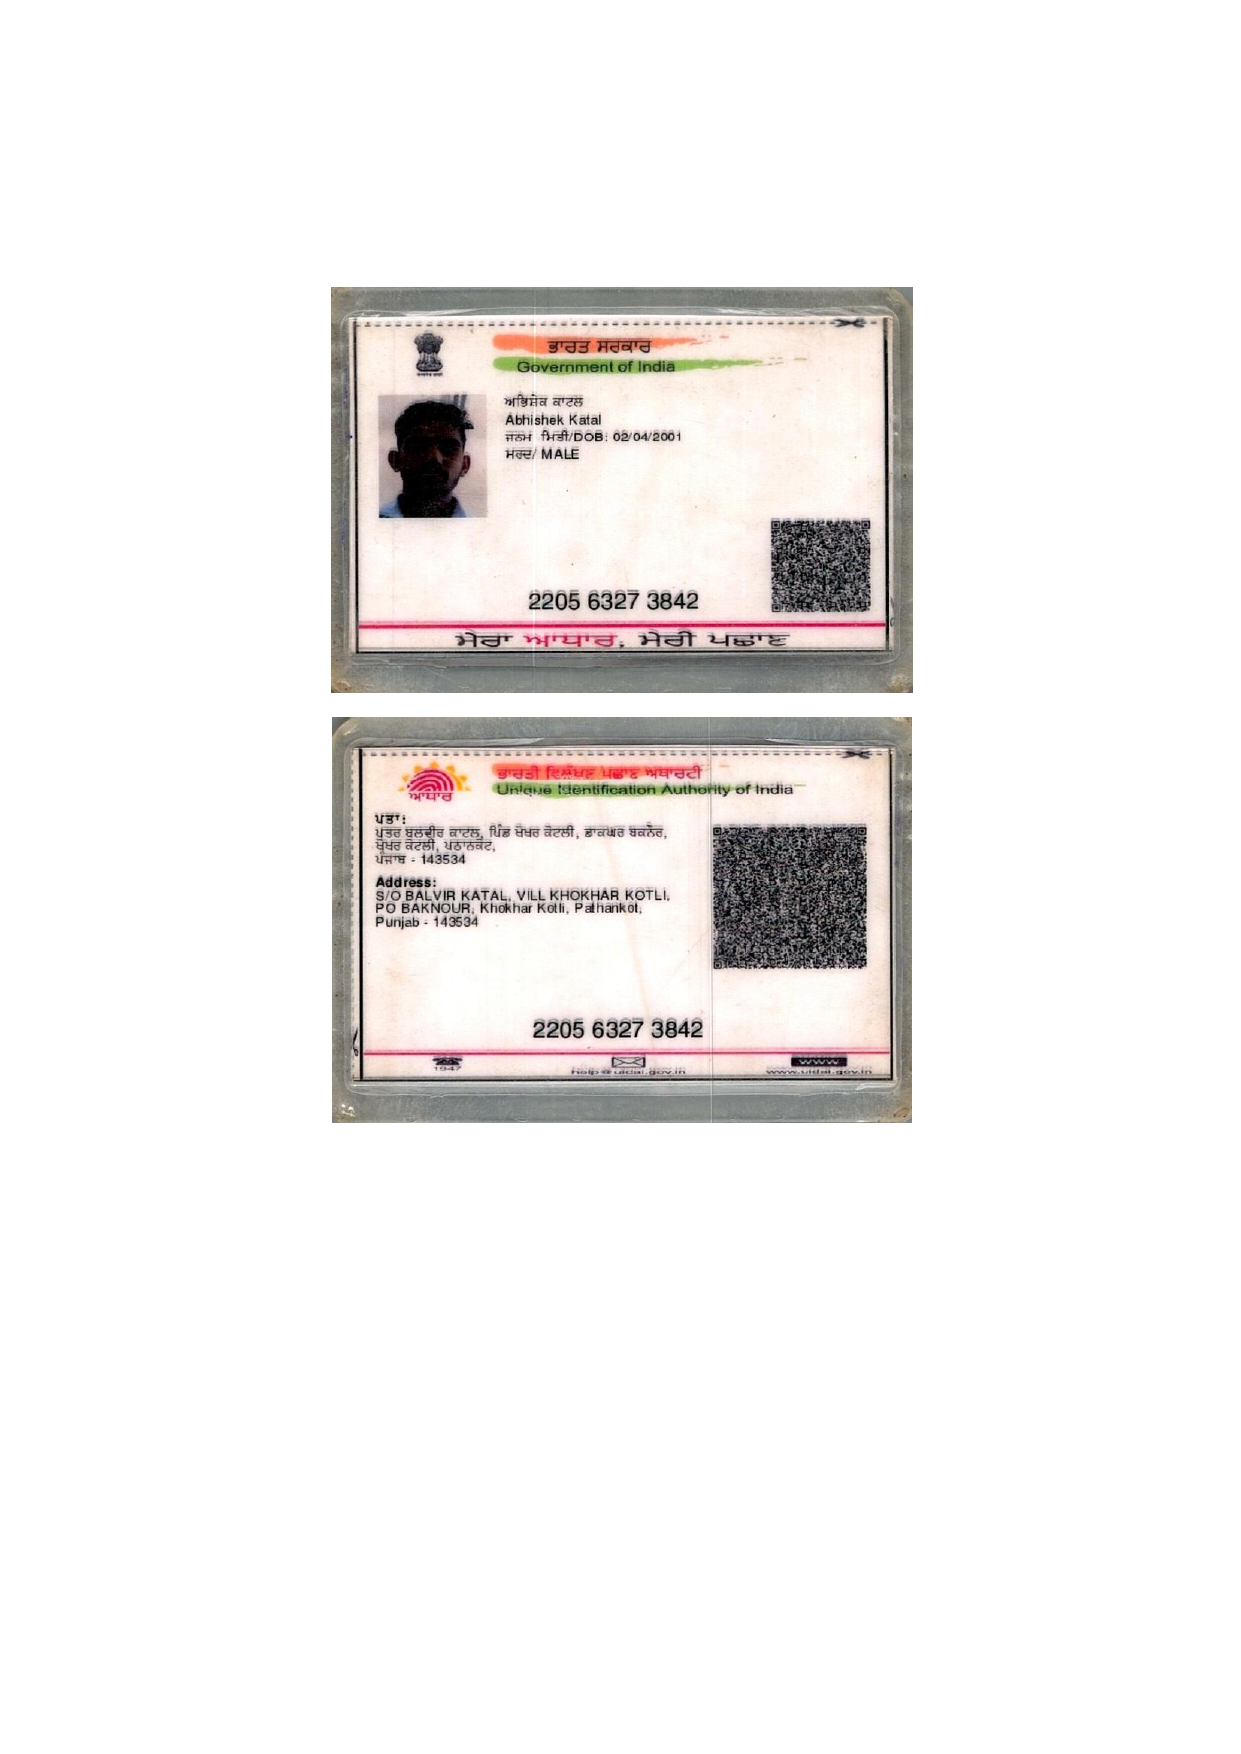 ਭਾਰਤ ਸਰਕਾਰ
Government of India
ਅਭਿਸ਼ੇਕ ਕਾਟਲ
Abhishek Katal
ਜਨਮ ਮਿਤੀ/DOB: 02/04/2001
ਮਰਦ/ MALE
2205 6327 3842
ਮੇਰਾ ਆਧਾਰ, ਮੇਰੀ ਪਛਾਣ
ਭਾਰਤੀ ਵਿਲੱਖਣ ਪਛਾਣ ਅਥਾਰਟੀ
Unique Identification Authority of India
ਆਧਾਰ
ਪਤਾ:
ਪੁਤਰ ਬਲਵੀਰ ਕਾਟਲ, ਪਿੰਡ ਖੋਖਰ ਕੋਟਲੀ, ਡਾਕਘਰ ਬਕਨੌਰ,
ਖੋਖਰ ਕੋਟਲੀ, ਪਠਾਨਕੋਟ,
ਪੰਜਾਬ - 143534
Address:
S/O BALVIR KATAL, VILL KHOKHAR KOTLI,
PO BAKNOUR, Khokhar Kotli, Pathankot,
Punjab - 143534
2205 6327 3842
1947
help@uidai.gov.in
WWW
www.uidai.gov.in